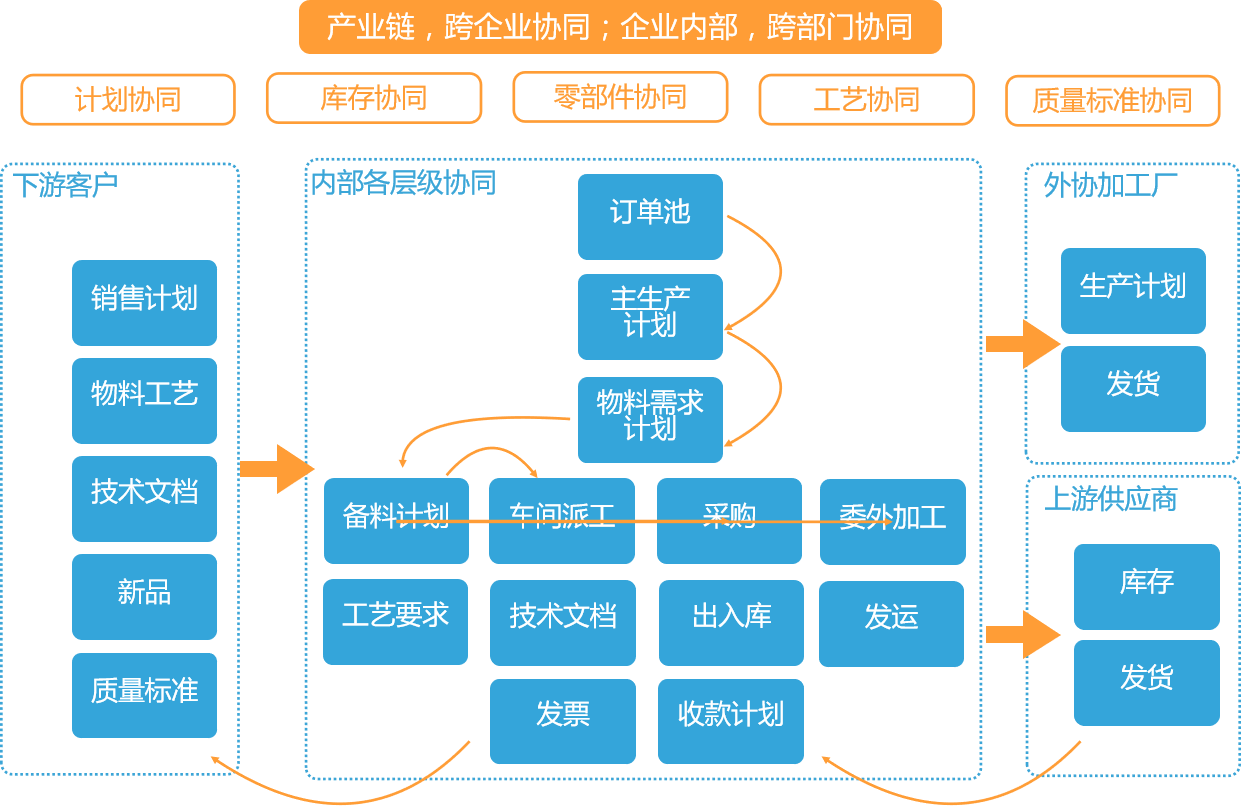 产业链，跨企业协同；企业内部，跨部门协同
计划协同
库存协同
零部件协同
工艺协同
质量标准协同
下游客户
销售计划
物料工艺
技术文档
新品
质量标准
内部各层级协同
订单池
主生产
计划
物料需求
计划
备料计划
车间派工
采购
委外加工
工艺要求
技术文档
出入库
发运
发票
收款计划
外协加工厂
生产计划
发货
上游供应商
库存
发货